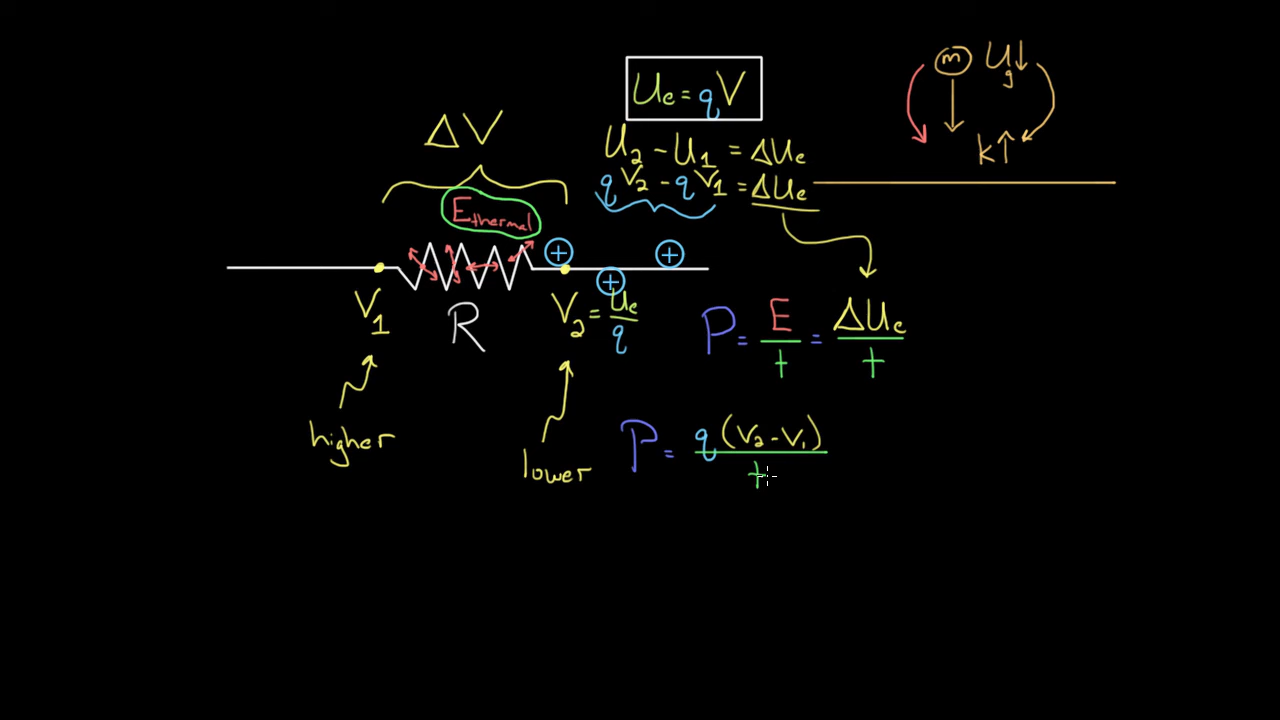 m Ug↓
k↑
Ue = qV
ΔV
U2 - U1 = ΔUe
qV2 - qV1 = ΔUe
Ethermal
+ + +
V1
R
V2 = Ue/q
P = E/t = ΔUe/t
higher
lower
P = q(V2 - V1)/t